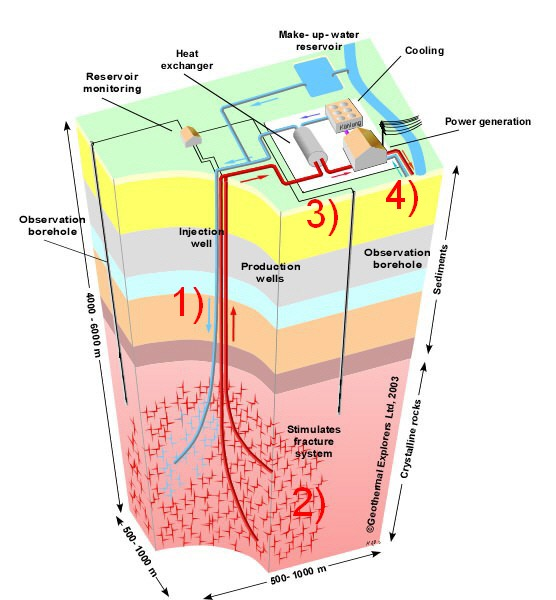 Make- up- water
reservoir
Heat
exchanger
Cooling
Reservoir
monitoring
Power generation
3)
4)
Observation
borehole
Injection
well
Production
wells
Observation
borehole
Sediments
1)
4000 - 6000 m
Stimulates
fracture
system
2)
©Geothermal Explorers Ltd, 2003
Crystalline rocks
500- 1000 m
500- 1000 m